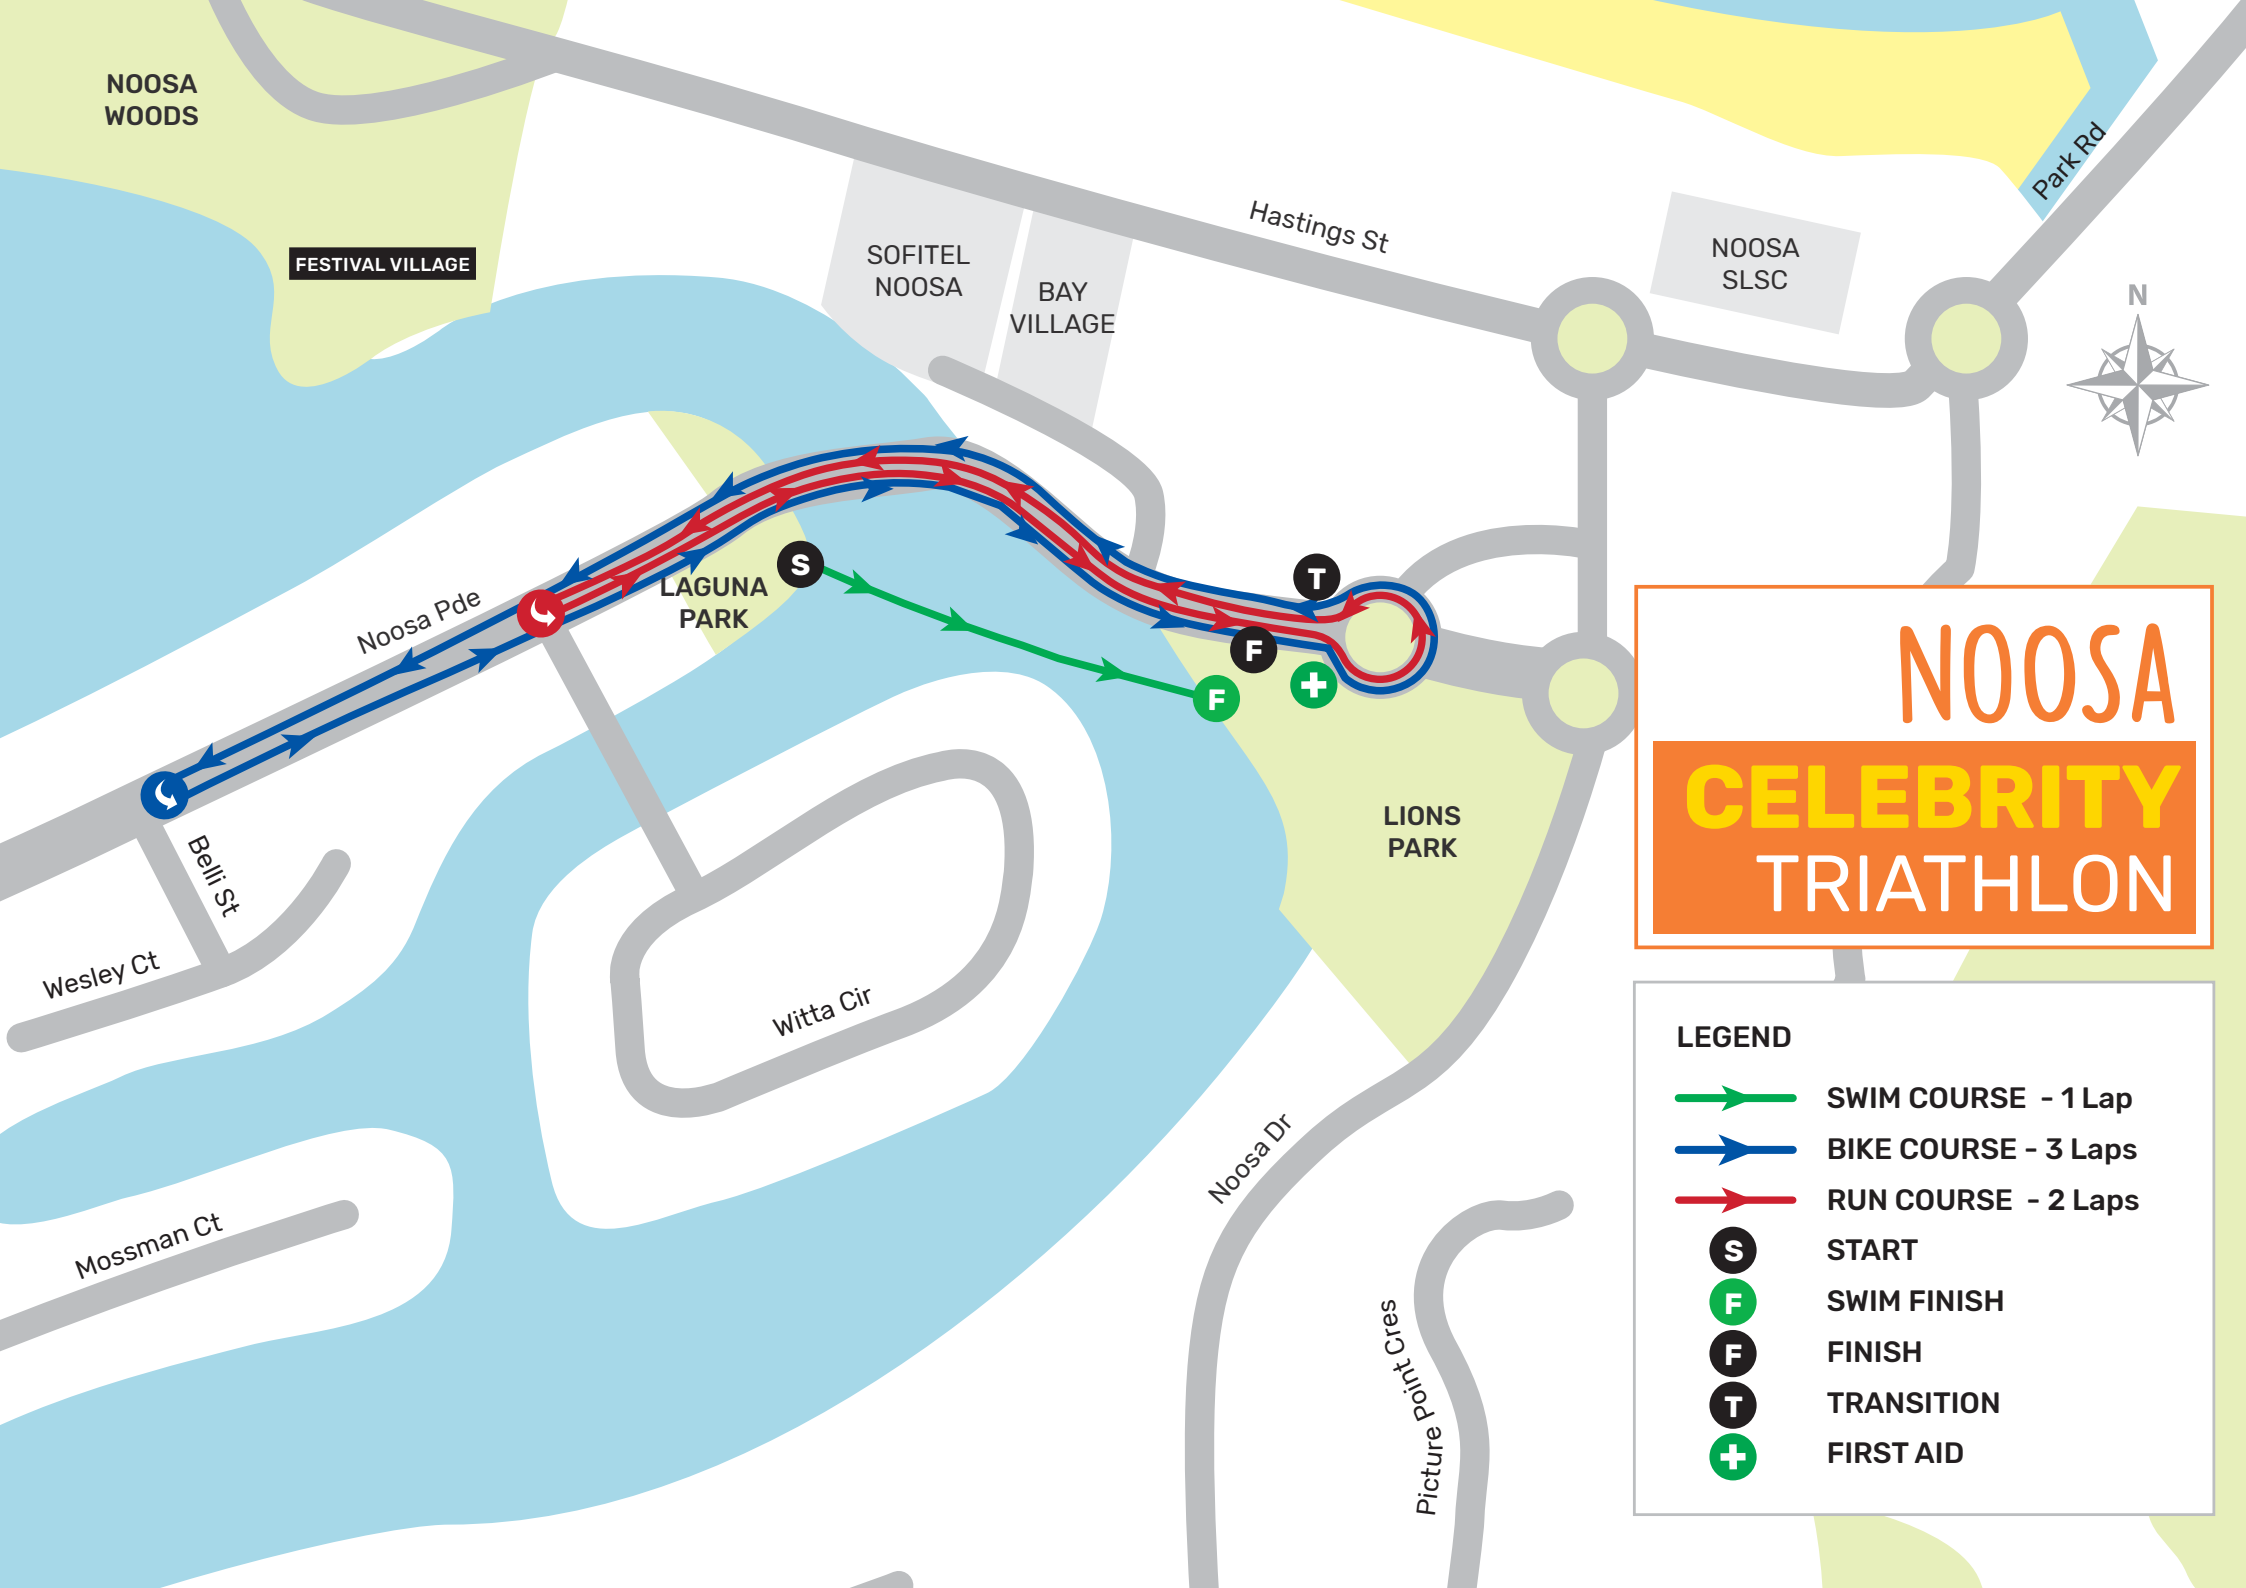 NOOSA
WOODS
FESTIVAL VILLAGE
SOFITEL
NOOSA
BAY
VILLAGE
Hastings St
NOOSA
SLSC
Park Rd
N
Noosa Pde
LAGUNA
PARK
S
T
F
F
LIONS
PARK
Belli St
Wesley Ct
Witta Cir
Mossman Ct
Noosa Dr
Picture Point Cres
NOOSA
CELEBRITY
TRIATHLON
LEGEND
SWIM COURSE - 1 Lap
BIKE COURSE - 3 Laps
RUN COURSE - 2 Laps
S START
F SWIM FINISH
F FINISH
T TRANSITION
FIRST AID